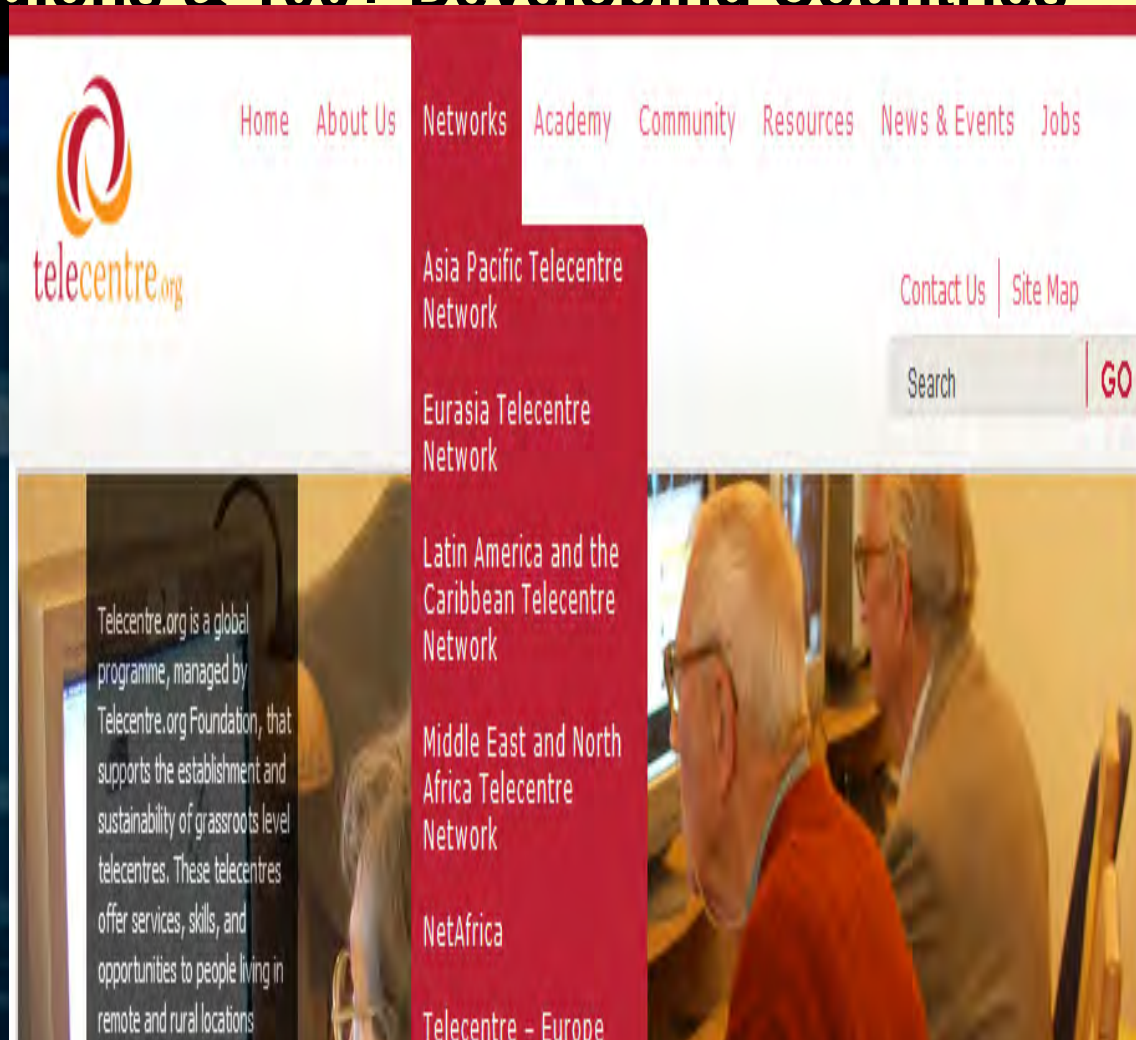 Developing Countries
Home About Us Networks Academy Community Resources News & Events Jobs
telecentre.org
Contact Us Site Map
Search GO
Asia Pacific Telecentre
Network
Eurasia Telecentre
Network
Latin America and the
Caribbean Telecentre
Network
Middle East and North
Africa Telecentre
Network
NetAfrica
Telecentre – Europe
Telecentre.org is a global
programme, managed by
Telecentre.org Foundation, that
supports the establishment and
sustainability of grassroots level
telecentres. These telecentres
offer services, skills, and
opportunities to people living in
remote and rural locations